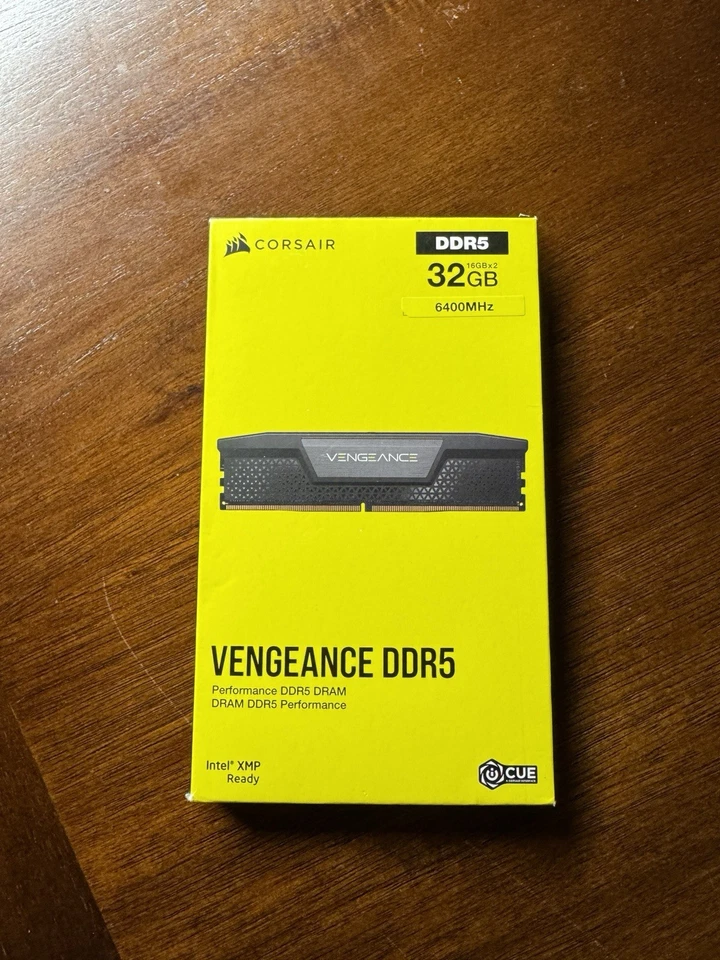 CORSAIR
DDR5
16GBx2
32GB
6400MHz
VENGEANCE
VENGEANCE DDR5
Performance DDR5 DRAM
DRAM DDR5 Performance
Intel® XMP
Ready
iCUE